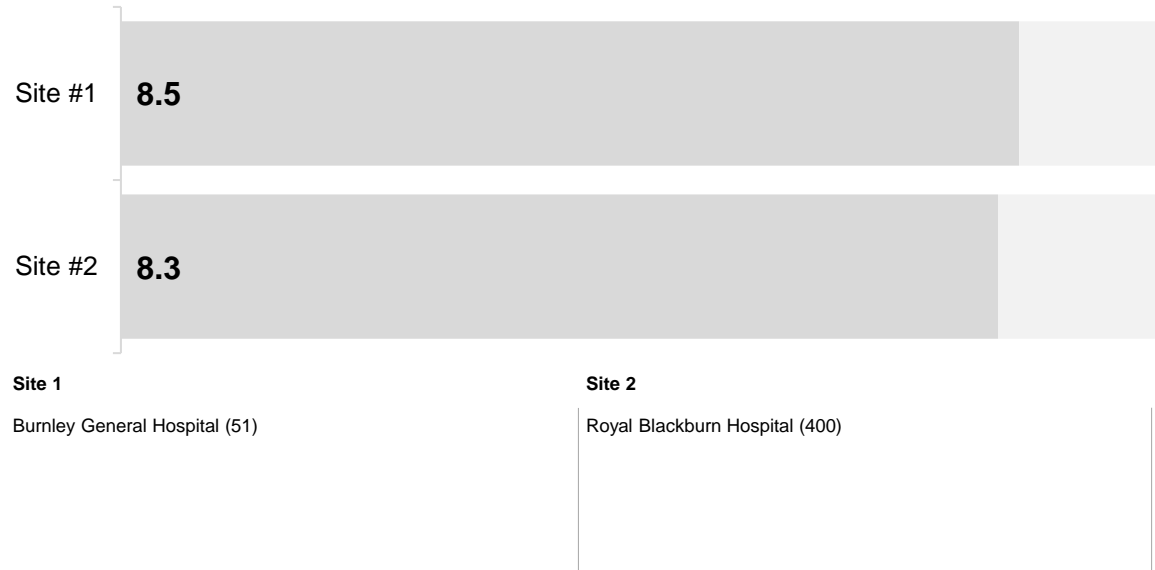 Site #1 8.5
Site #2 8.3
Site 1 Site 2
Burnley General Hospital (51) Royal Blackburn Hospital (400)